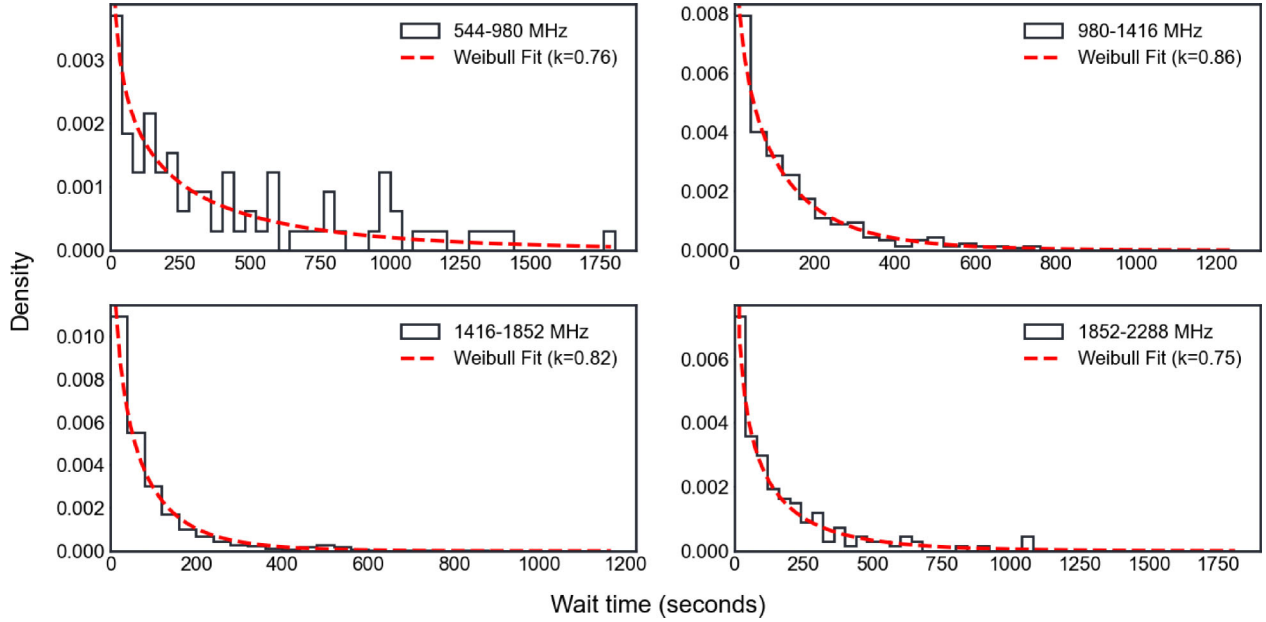 544-980 MHz
Weibull Fit (k=0.76)
0.003
0.002
0.001
0.000
0 250 500 750 1000 1250 1500 1750
980-1416 MHz
Weibull Fit (k=0.86)
0.008
0.006
0.004
0.002
0.000
0 200 400 600 800 1000 1200
Density
1416-1852 MHz
Weibull Fit (k=0.82)
0.010
0.008
0.006
0.004
0.002
0.000
0 200 400 600 800 1000 1200
1852-2288 MHz
Weibull Fit (k=0.75)
0.006
0.004
0.002
0.000
0 250 500 750 1000 1250 1500 1750
Wait time (seconds)